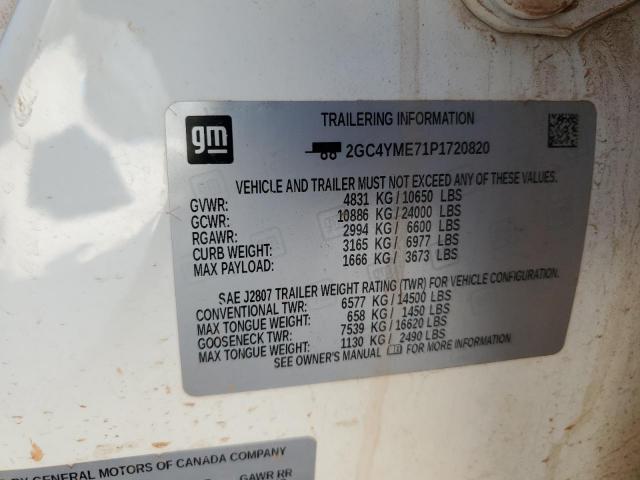 gm
TRAILERING INFORMATION
2GC4YME71P1720820
VEHICLE AND TRAILER MUST NOT EXCEED ANY OF THESE VALUES.
GVWR: 4831 KG / 10650 LBS
GCWR: 10886 KG / 24000 LBS
RGAWR: 2994 KG / 6600 LBS
CURB WEIGHT: 3165 KG / 6977 LBS
MAX PAYLOAD: 1666 KG / 3673 LBS
SAE J2807 TRAILER WEIGHT RATING (TWR) FOR VEHICLE CONFIGURATION.
CONVENTIONAL TWR: 6577 KG / 14500 LBS
MAX TONGUE WEIGHT: 658 KG / 1450 LBS
GOOSENECK TWR: 7539 KG / 16620 LBS
MAX TONGUE WEIGHT: 1130 KG / 2490 LBS
SEE OWNER'S MANUAL FOR MORE INFORMATION
BY GENERAL MOTORS OF CANADA COMPANY
GAWR RR